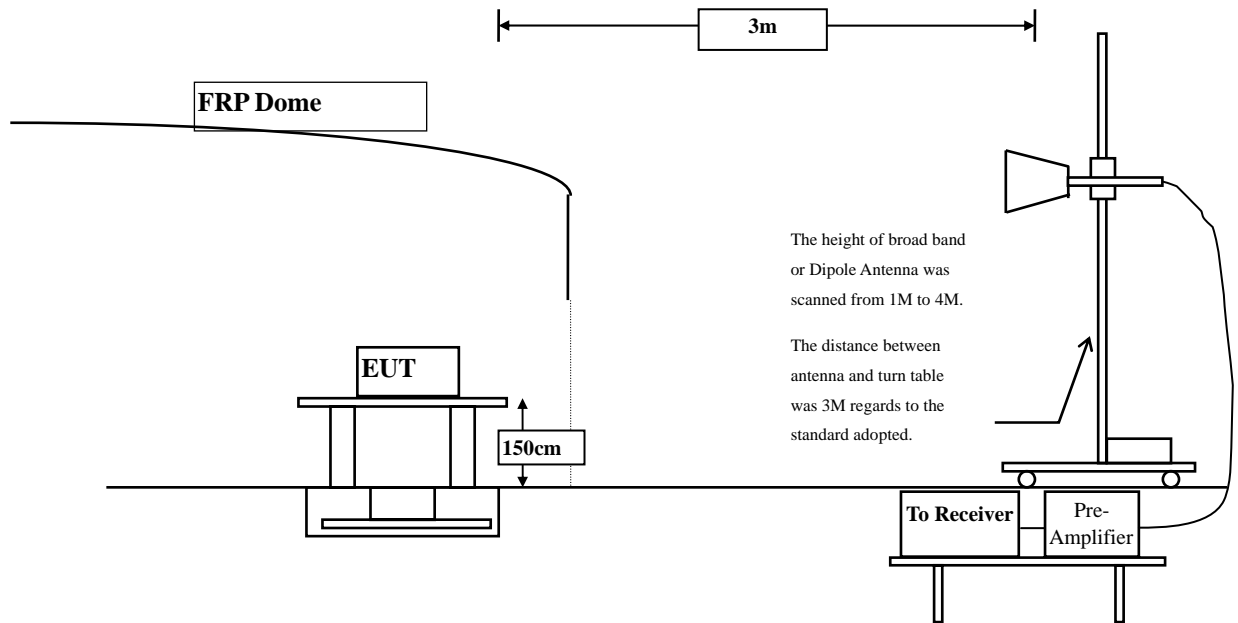 3m
FRP Dome
The height of broad band
or Dipole Antenna was
scanned from 1M to 4M.
The distance between
antenna and turn table
was 3M regards to the
standard adopted.
EUT
150cm
To Receiver
Pre-
Amplifier